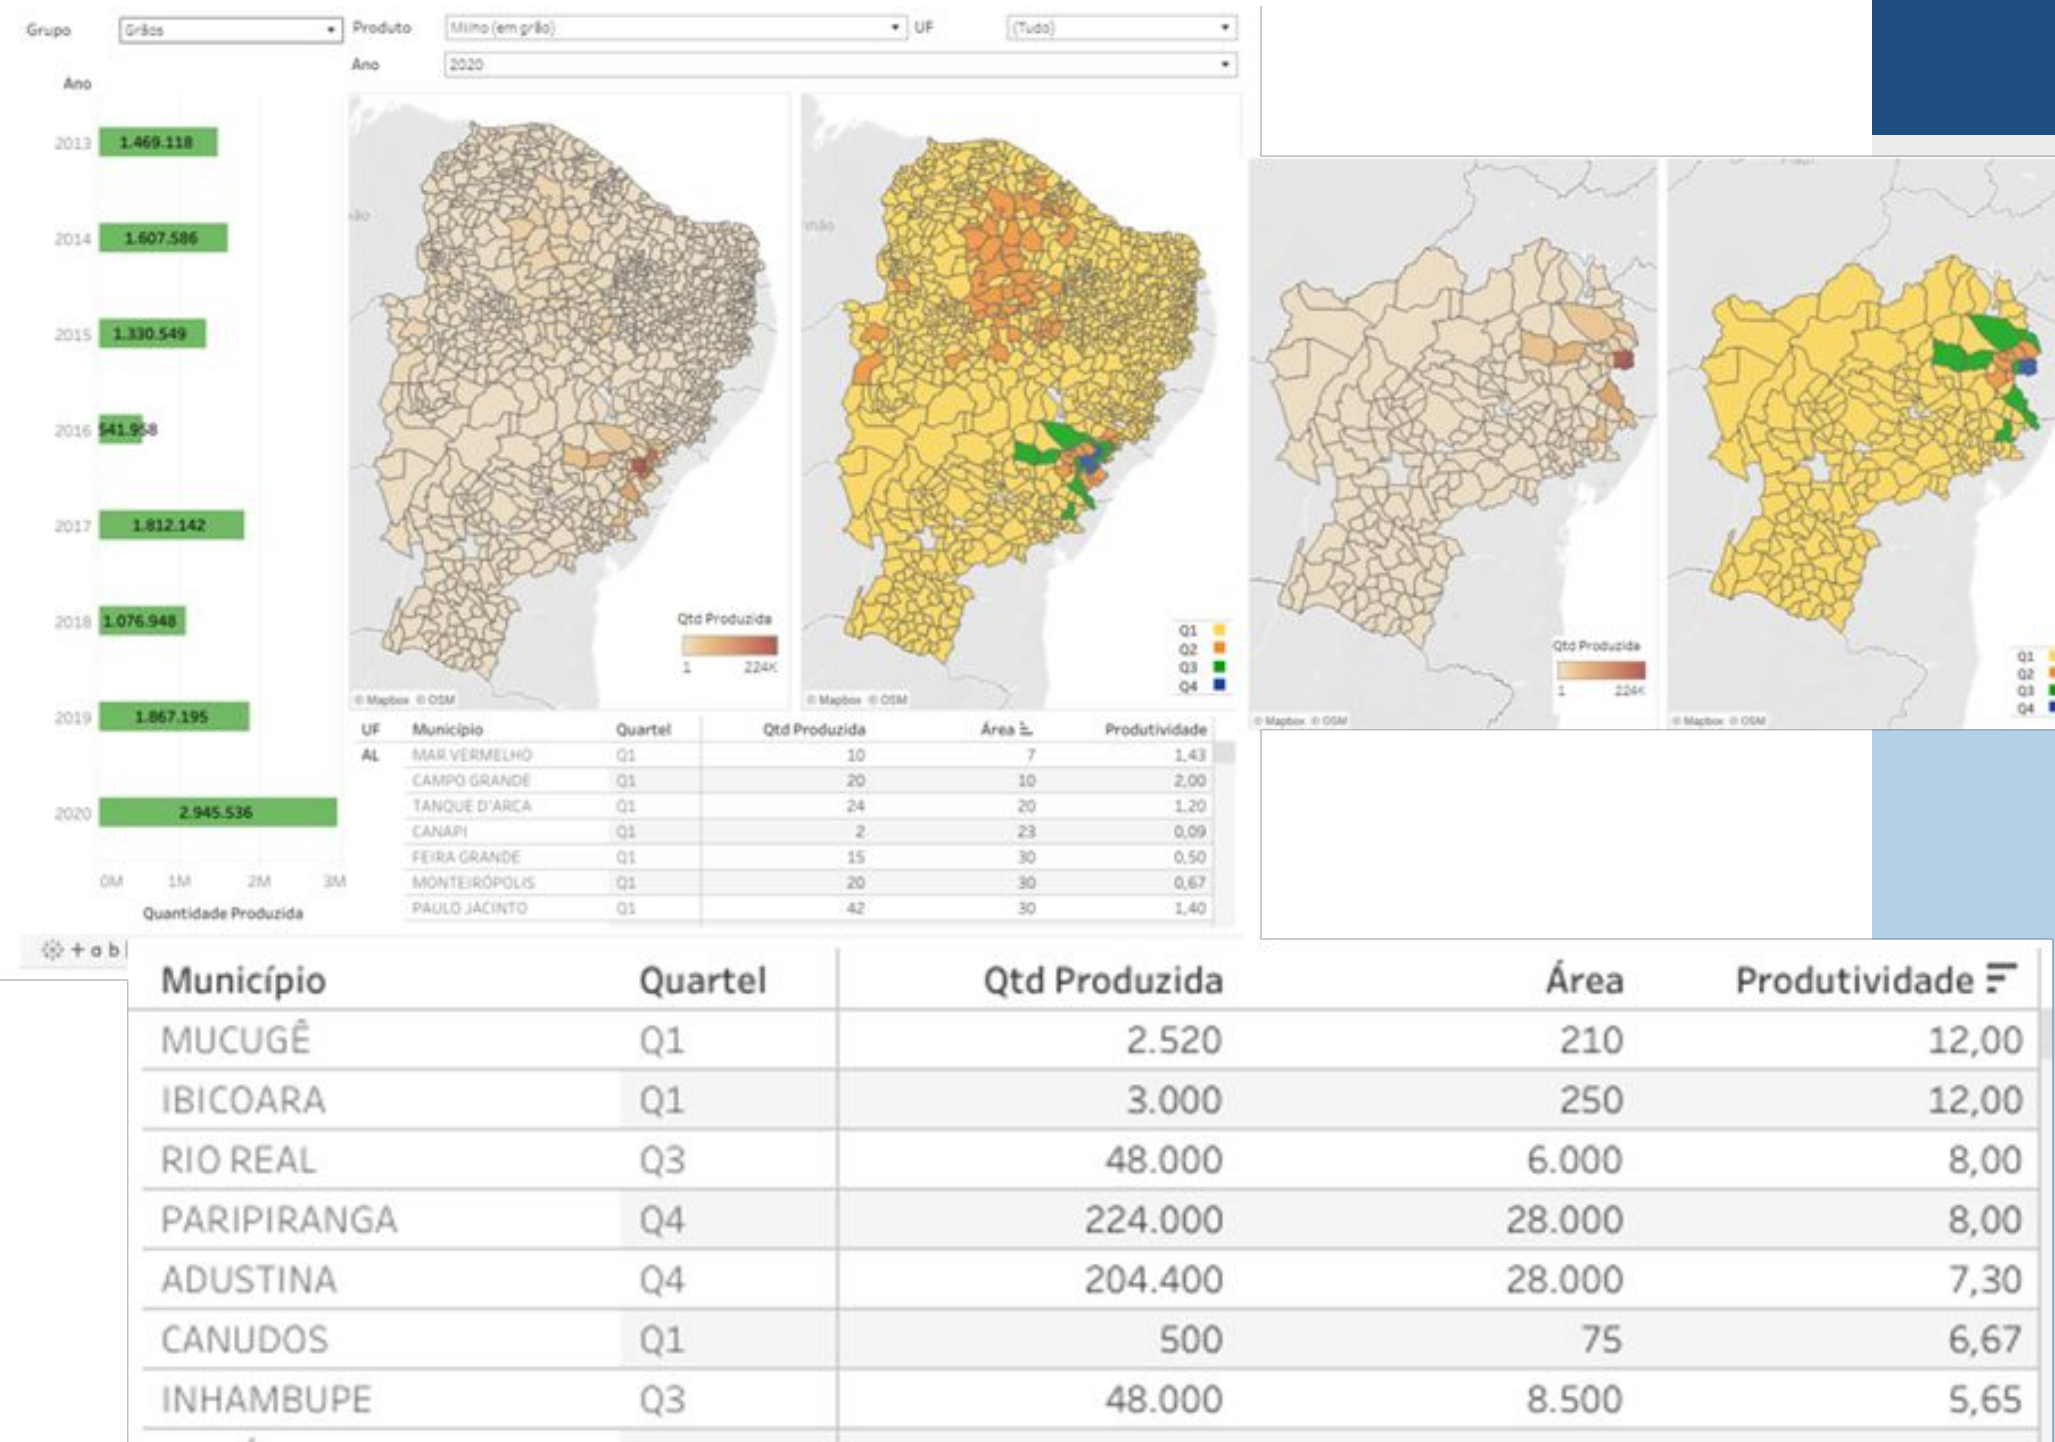 Grupo Grãos Produto Milho (em grão) UF (Tudo)
Ano 2020
Ano
2013 1.469.118
2014 1.607.586
2015 1.330.549
2016 541.958
2017 1.812.142
2018 1.076.948
2019 1.867.195
2020 2.945.536
0M 1M 2M 3M
Quantidade Produzida
Qtd Produzida
1 224K
© Mapbox © OSM
Q1
Q2
Q3
Q4
© Mapbox © OSM
Qtd Produzida
1 224K
© Mapbox © OSM
Q1
Q2
Q3
Q4
© Mapbox © OSM
UF Município Quartel Qtd Produzida Área Produtividade
AL MAR VERMELHO Q1 10 7 1,43
CAMPO GRANDE Q1 20 10 2,00
TANQUE D'ARCA Q1 24 20 1,20
CANAPI Q1 2 23 0,09
FEIRA GRANDE Q1 15 30 0,50
MONTEIRÓPOLIS Q1 20 30 0,67
PAULO JACINTO Q1 42 30 1,40
+ a b
Município Quartel Qtd Produzida Área Produtividade
MUCUGÊ Q1 2.520 210 12,00
IBICOARA Q1 3.000 250 12,00
RIO REAL Q3 48.000 6.000 8,00
PARIPIRANGA Q4 224.000 28.000 8,00
ADUSTINA Q4 204.400 28.000 7,30
CANUDOS Q1 500 75 6,67
INHAMBUPE Q3 48.000 8.500 5,65